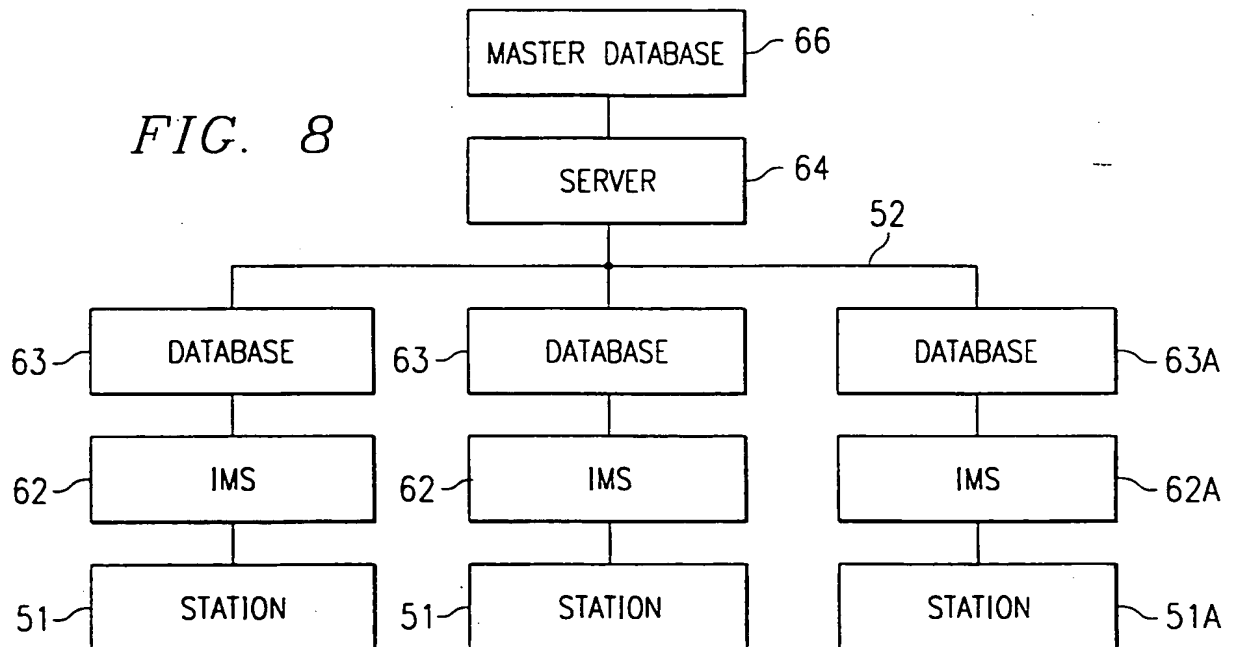 MASTER DATABASE 66
FIG. 8
SERVER 64
52
63 DATABASE 63 DATABASE DATABASE 63A
62 IMS 62 IMS IMS 62A
51 STATION 51 STATION STATION 51A